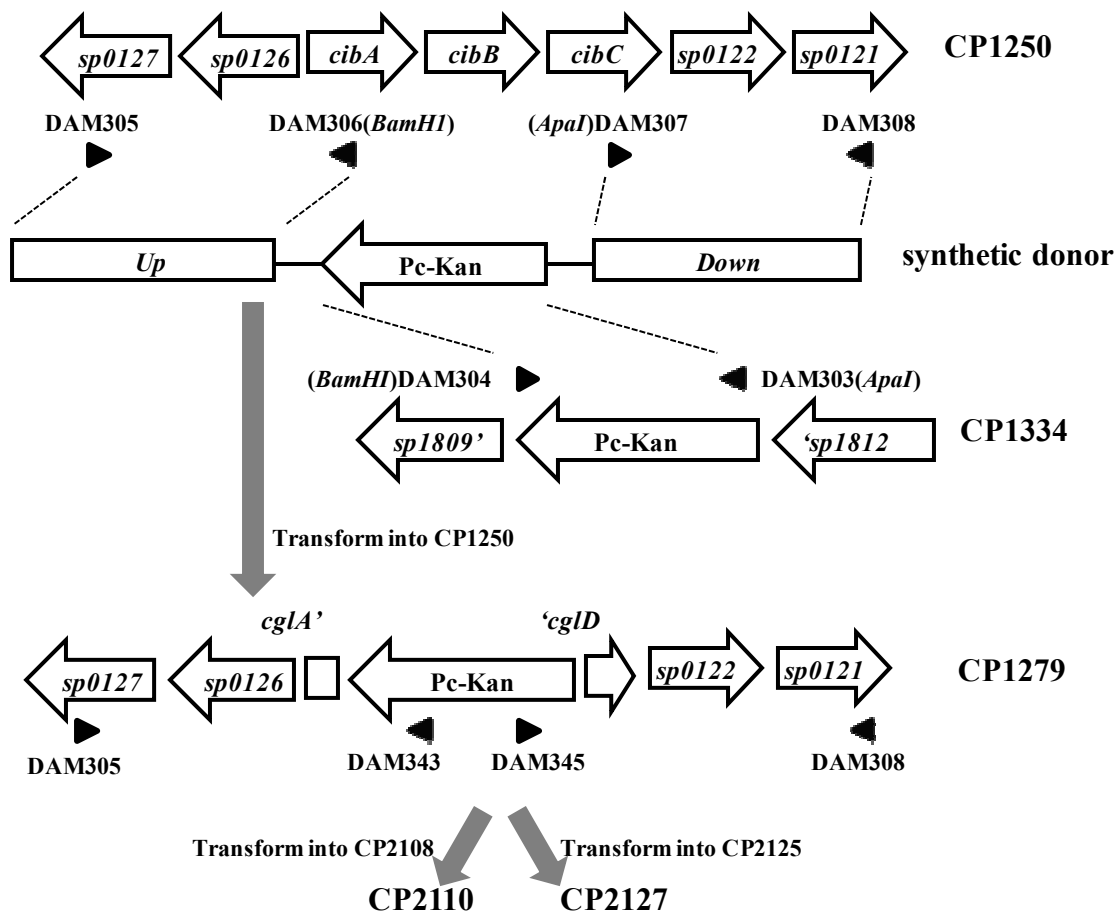 sp0127 sp0126 cibA cibB cibC sp0122 sp0121 CP1250
DAM305 DAM306(BamH1) (ApaI)DAM307 DAM308
Up Pc-Kan Down synthetic donor
(BamHI)DAM304 DAM303(ApaI)
sp1809’ Pc-Kan ‘sp1812 CP1334
Transform into CP1250
cglA’ ‘cglD
sp0127 sp0126 Pc-Kan sp0122 sp0121 CP1279
DAM305 DAM343 DAM345 DAM308
Transform into CP2108 Transform into CP2125
CP2110 CP2127